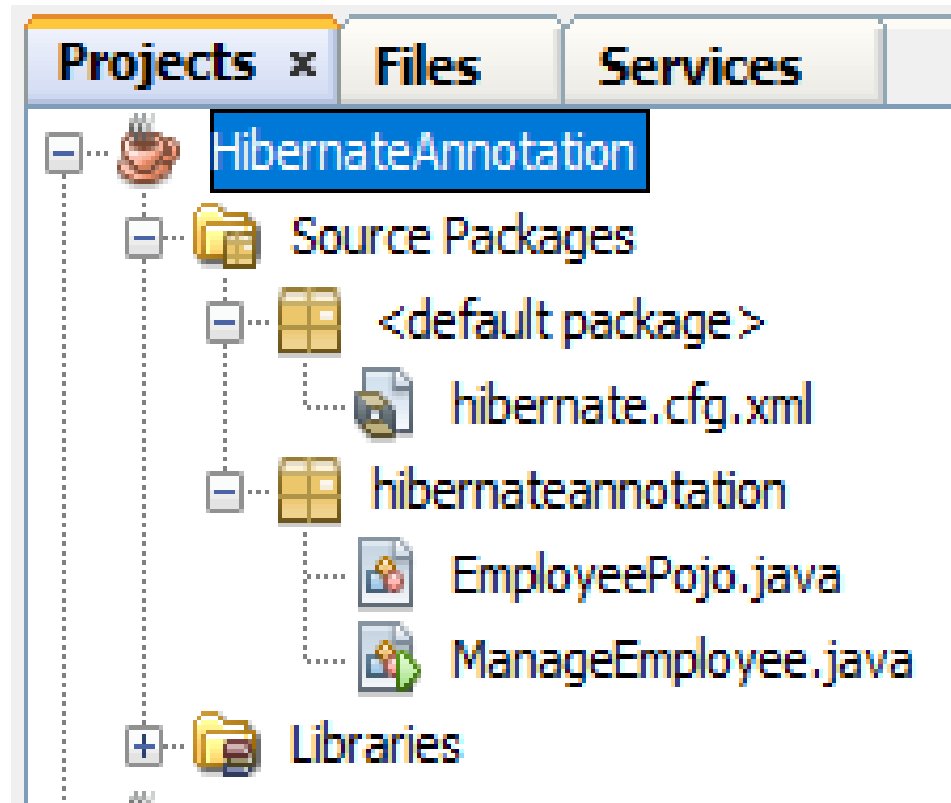 Projects x Files Services
HibernateAnnotation
Source Packages
<default package>
hibernate.cfg.xml
hibernateannotation
EmployeePojo.java
ManageEmployee.java
Libraries